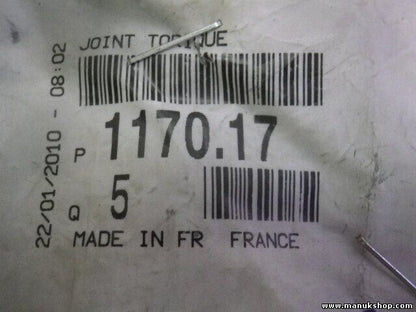 JOINT TORIQUE
P 1170.17
Q 5
MADE IN FR FRANCE
22/01/2010 - 08:02
www.manukshop.com